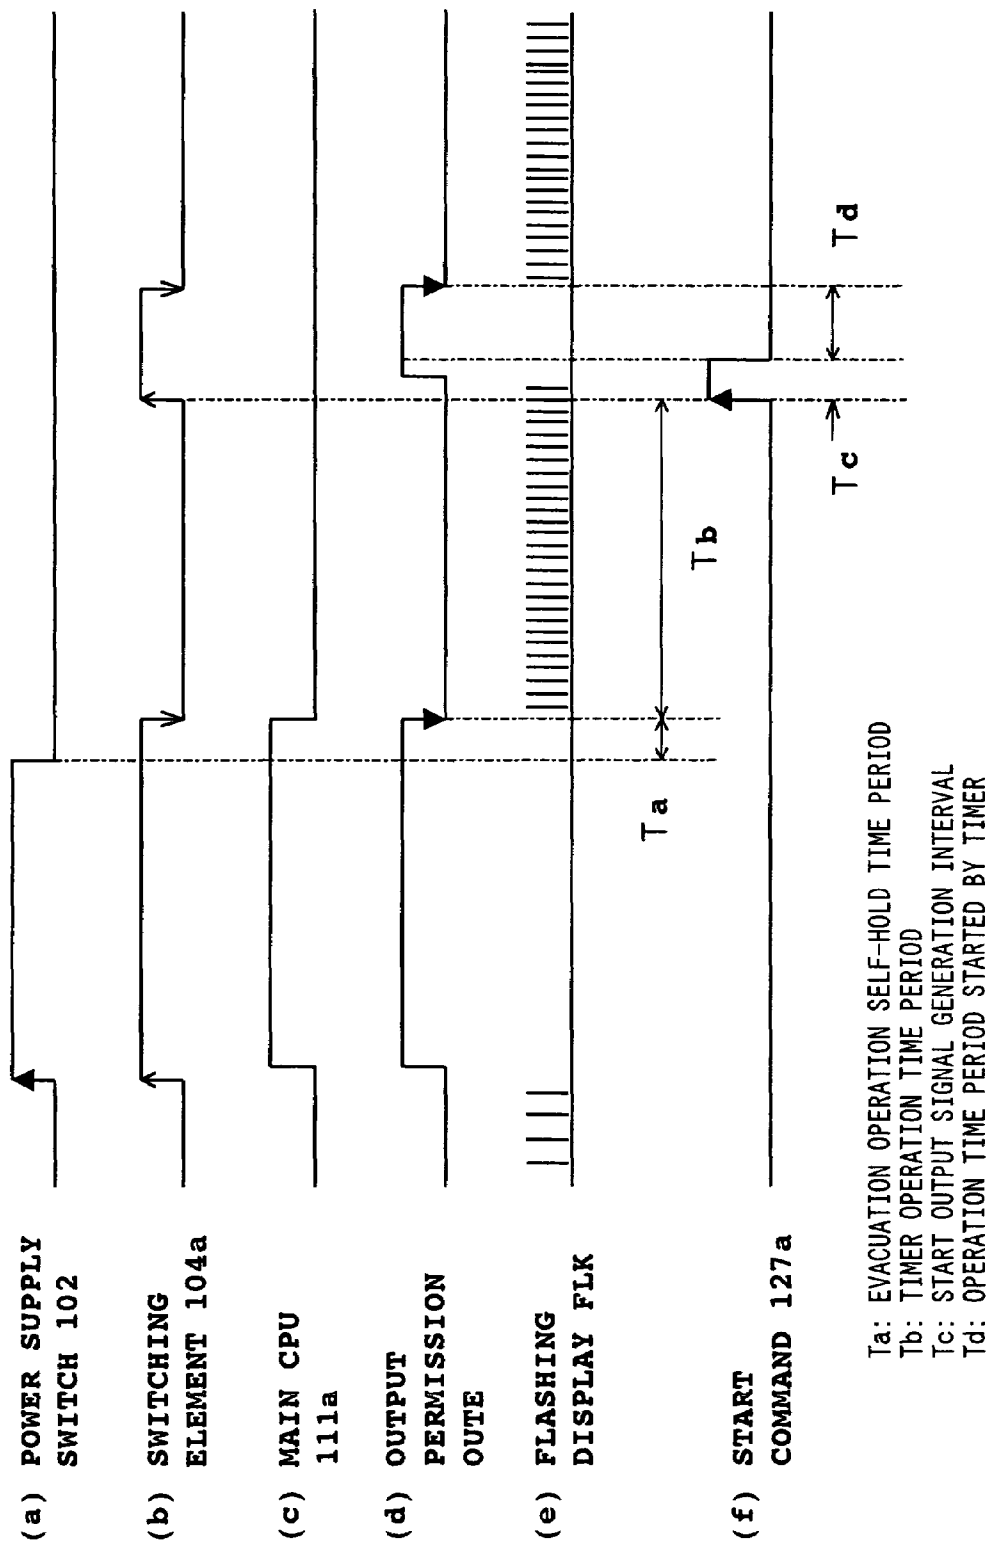 (a) POWER SUPPLY
SWITCH 102
(b) SWITCHING
ELEMENT 104a
(c) MAIN CPU
111a
(d) OUTPUT
PERMISSION
OUTE
(e) FLASHING
DISPLAY FLK
(f) START
COMMAND 127a
Ta
Tb
Tc
Td
Ta: EVACUATION OPERATION SELF-HOLD TIME PERIOD
Tb: TIMER OPERATION TIME PERIOD
Tc: START OUTPUT SIGNAL GENERATION INTERVAL
Td: OPERATION TIME PERIOD STARTED BY TIMER